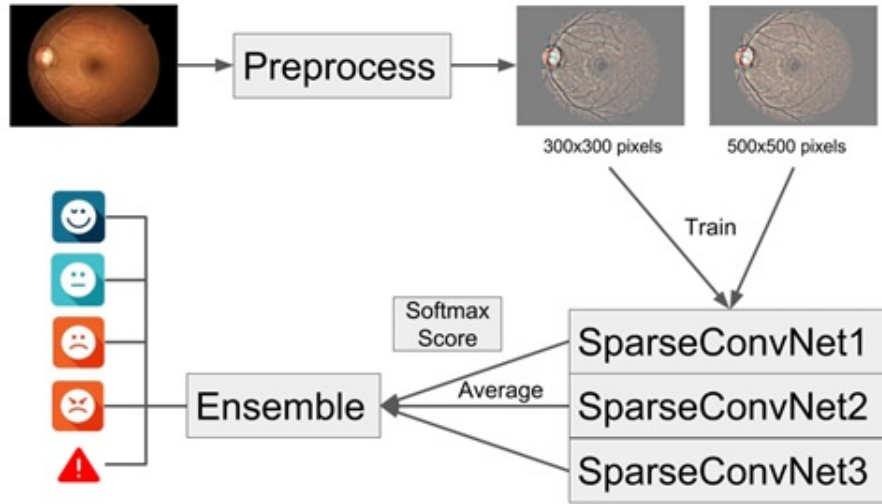 Preprocess
300x300 pixels
500x500 pixels
Train
Softmax
Score
SparseConvNet1
Average
Ensemble
SparseConvNet2
SparseConvNet3